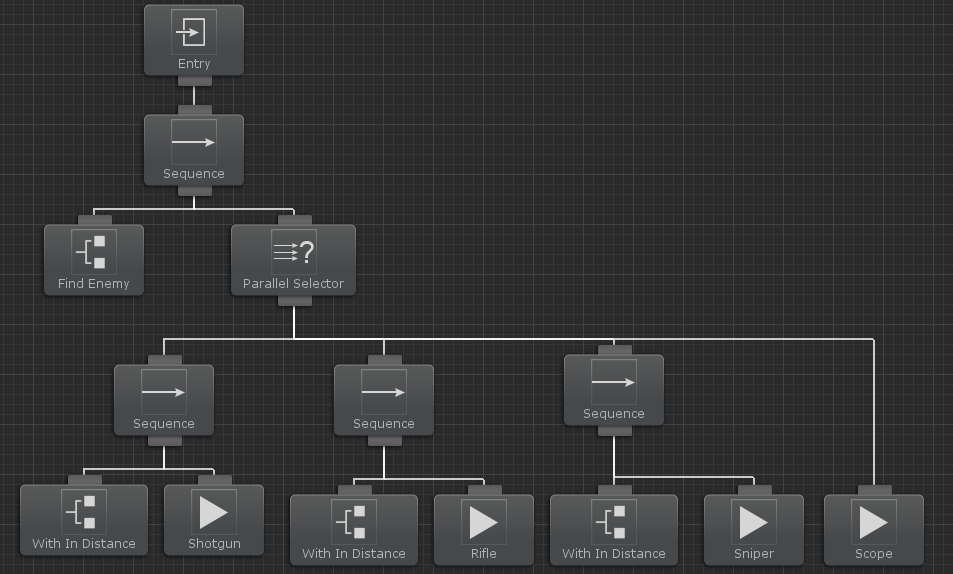 Entry
Sequence
Find Enemy
?
Parallel Selector
Sequence
Sequence
Sequence
With In Distance
Shotgun
With In Distance
Rifle
With In Distance
Sniper
Scope